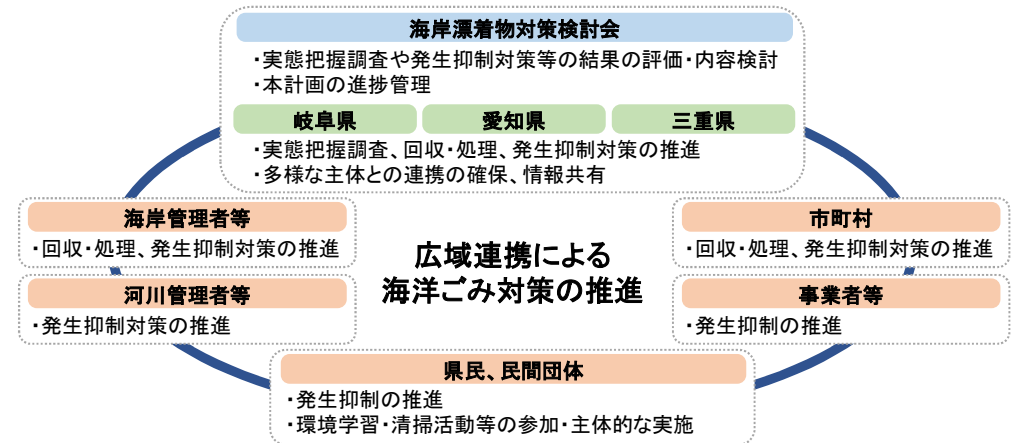 海岸漂着物対策検討会
・実態把握調査や発生抑制対策等の結果の評価・内容検討
・本計画の進捗管理
岐阜県
愛知県
三重県
・実態把握調査、回収・処理、発生抑制対策の推進
・多様な主体との連携の確保、情報共有
海岸管理者等
・回収・処理、発生抑制対策の推進
河川管理者等
・発生抑制対策の推進
広域連携による
海洋ごみ対策の推進
市町村
・回収・処理、発生抑制対策の推進
事業者等
・発生抑制の推進
県民、民間団体
・発生抑制の推進
・環境学習・清掃活動等の参加・主体的な実施